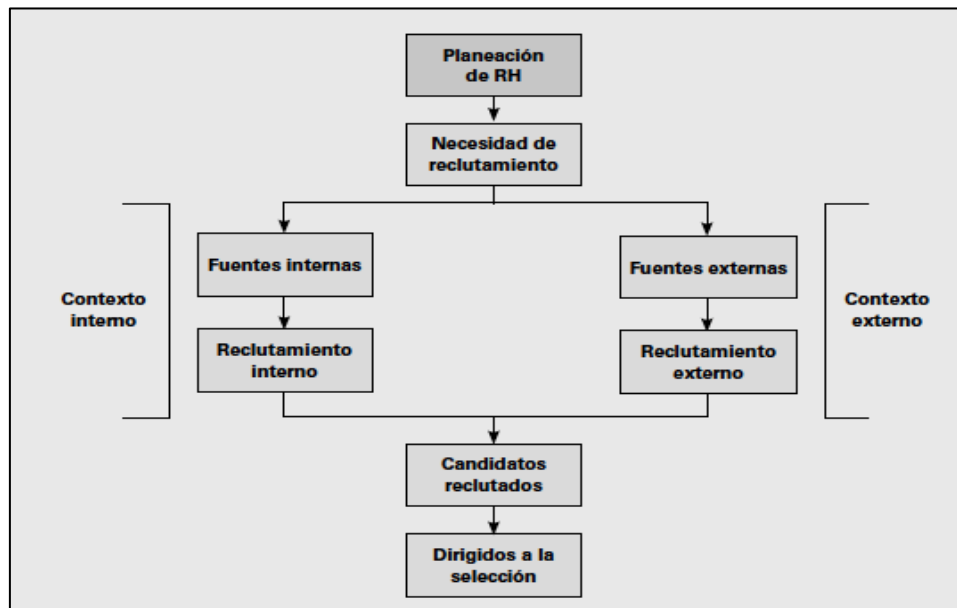 Planeación
de RH
Necesidad de
reclutamiento
Fuentes internas
Fuentes externas
Contexto
interno
Contexto
externo
Reclutamiento
interno
Reclutamiento
externo
Candidatos
reclutados
Dirigidos a la
selección